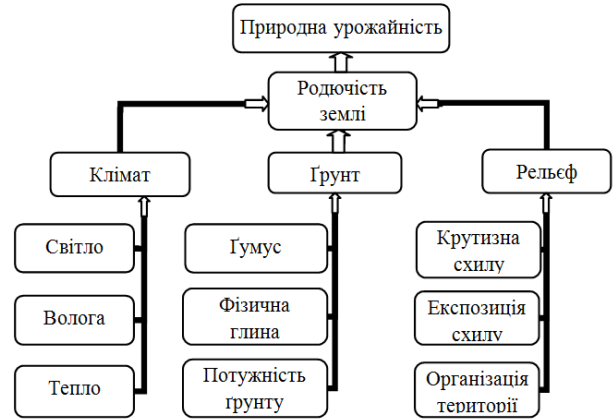 Природна урожайність
Родючість
землі
Клімат
Ґрунт
Рельєф
Світло
Ґумус
Крутизна
схилу
Волога
Фізична
глина
Експозиція
схилу
Тепло
Потужність
ґрунту
Організація
території